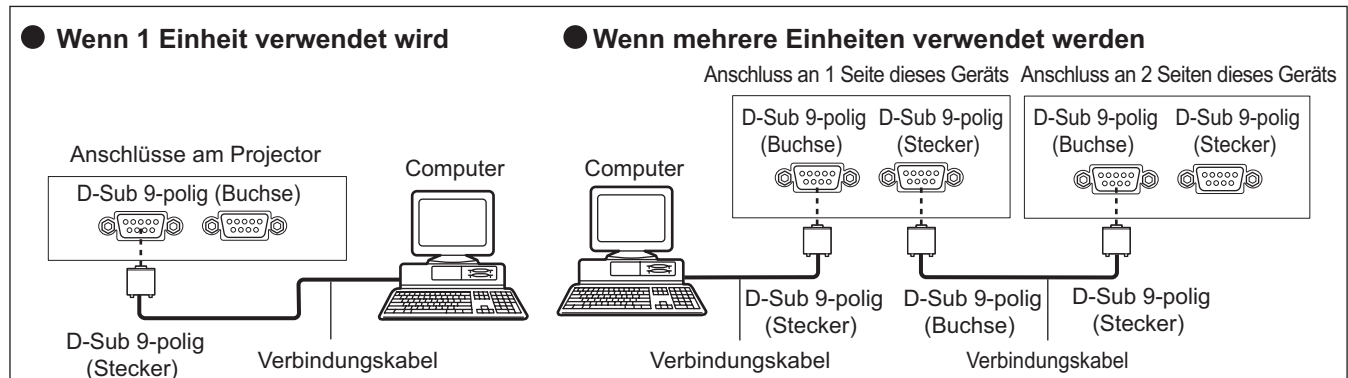 ● Wenn 1 Einheit verwendet wird
Anschlüsse am Projector
D-Sub 9-polig (Buchse)
Computer
D-Sub 9-polig
(Stecker)
Verbindungskabel
● Wenn mehrere Einheiten verwendet werden
Anschluss an 1 Seite dieses Geräts
Anschluss an 2 Seiten dieses Geräts
D-Sub 9-polig
(Buchse)
D-Sub 9-polig
(Stecker)
D-Sub 9-polig
(Buchse)
D-Sub 9-polig
(Stecker)
Computer
D-Sub 9-polig
(Stecker)
D-Sub 9-polig
(Buchse)
D-Sub 9-polig
(Stecker)
Verbindungskabel
Verbindungskabel